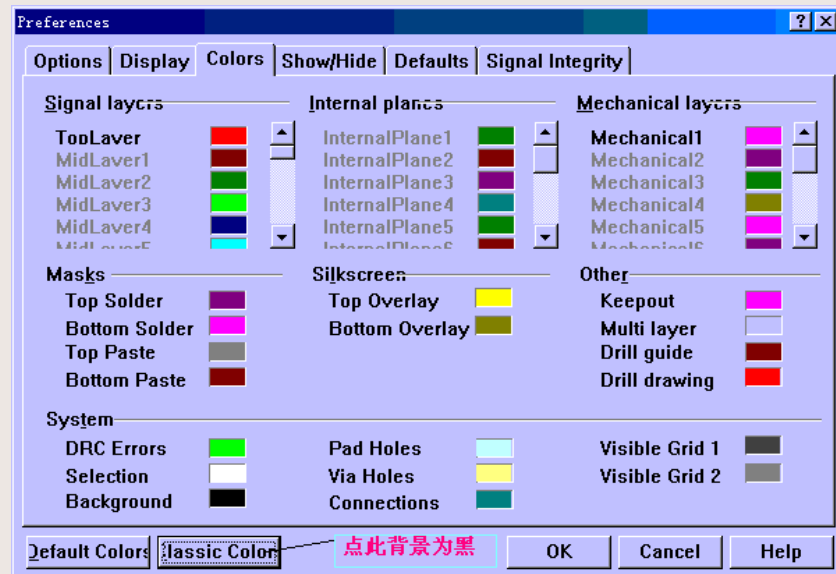 Preferences
Options Display Colors Show/Hide Defaults Signal Integrity
Signal layers Internal planes Mechanical layers
TopLayer InternalPlane1 Mechanical1
MidLayer1 InternalPlane2 Mechanical2
MidLayer2 InternalPlane3 Mechanical3
MidLayer3 InternalPlane4 Mechanical4
MidLayer4 InternalPlane5 Mechanical5
MidLayer5 InternalPlane6 Mechanical6
Masks Silkscreen Other
Top Solder Top Overlay Keepout
Bottom Solder Bottom Overlay Multi layer
Top Paste Drill guide
Bottom Paste Drill drawing
System
DRC Errors Pad Holes Visible Grid 1
Selection Via Holes Visible Grid 2
Background Connections
Default Colors Classic Color 点此背景为黑 OK Cancel Help